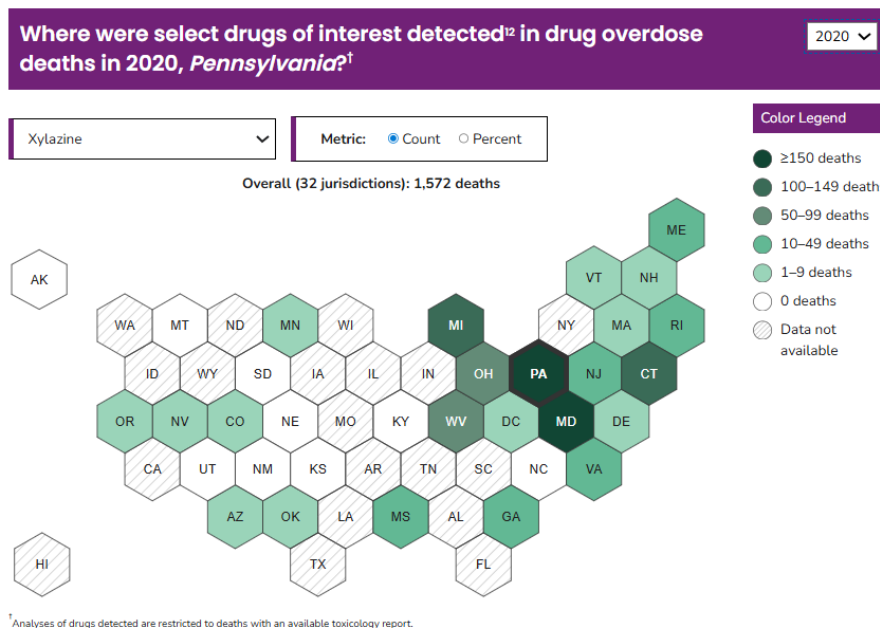 Where were select drugs of interest detected¹² in drug overdose
deaths in 2020, Pennsylvania?†
2020
Xylazine
Metric: Count Percent
Color Legend
Overall (32 jurisdictions): 1,572 deaths
≥150 deaths
100–149 death
50–99 deaths
10–49 deaths
1–9 deaths
0 deaths
Data not
available
ME
AK
VT NH
WA MT ND MN WI MI NY MA RI
ID WY SD IA IL IN OH PA NJ CT
OR NV CO NE MO KY WV DC MD DE
CA UT NM KS AR TN SC NC VA
AZ OK LA MS AL GA
HI TX FL
†Analyses of drugs detected are restricted to deaths with an available toxicology report.